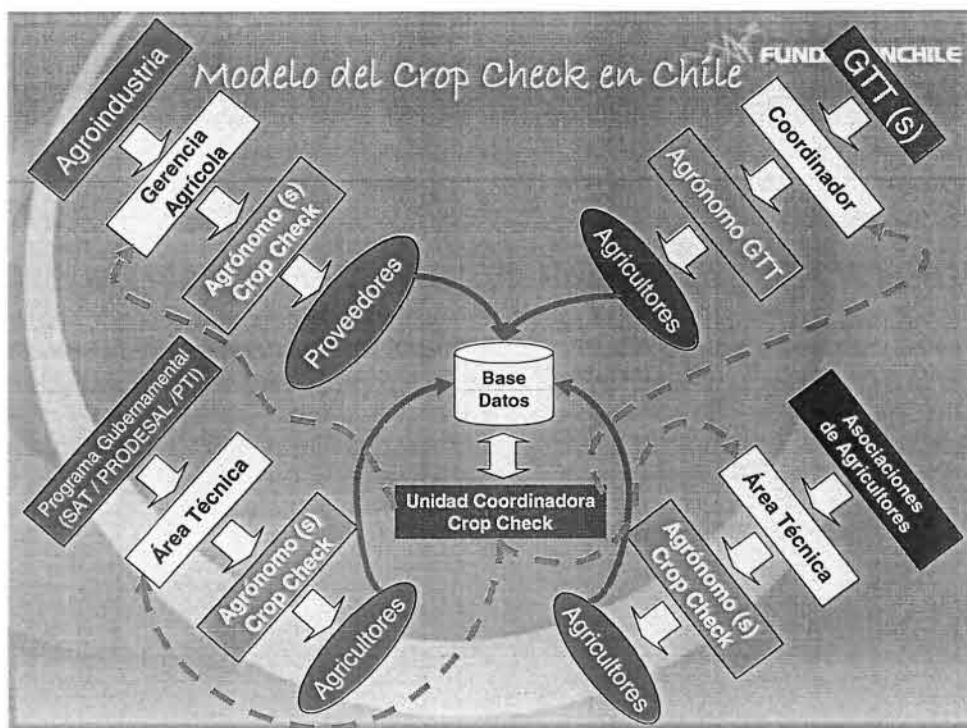 Modelo del Crop Check en Chile
Agroindustria
Gerencia
Agrícola
Agrónomo (s)
Crop Check
Proveedores
GTT (s)
Coordinador
Agrónomo GTT
Agricultores
Base
Datos
Unidad Coordinadora
Crop Check
Programa Gubernamental
(SAT / PRODESAL /PTI)
Área Técnica
Agrónomo (s)
Crop Check
Agricultores
Asociaciones
de Agricultores
Área Técnica
Agrónomo (s)
Crop Check
Agricultores